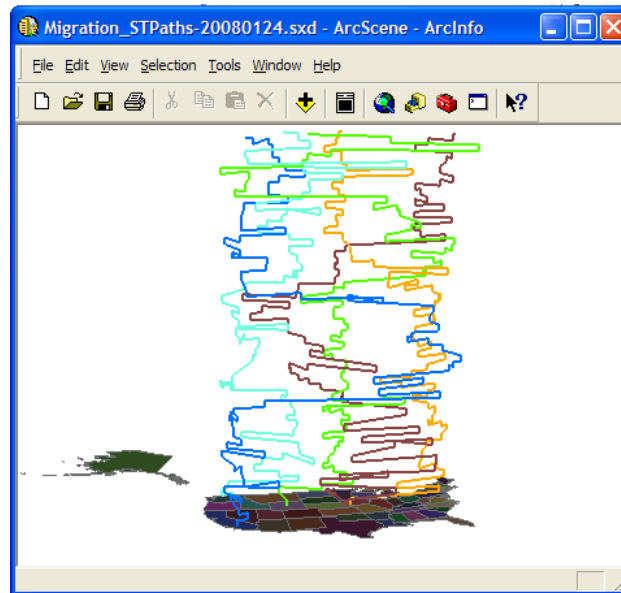 Migration_STPaths-20080124.sxd - ArcScene - ArcInfo
File Edit View Selection Tools Window Help